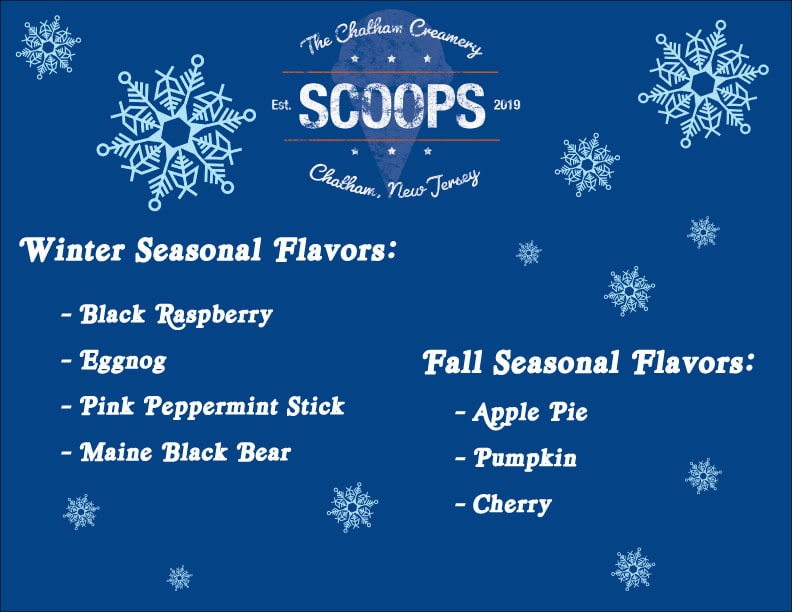 The Chatham Creamery
Est. SCOOPS 2019
Chatham, New Jersey
Winter Seasonal Flavors:
- Black Raspberry
- Eggnog
- Pink Peppermint Stick
- Maine Black Bear
Fall Seasonal Flavors:
- Apple Pie
- Pumpkin
- Cherry